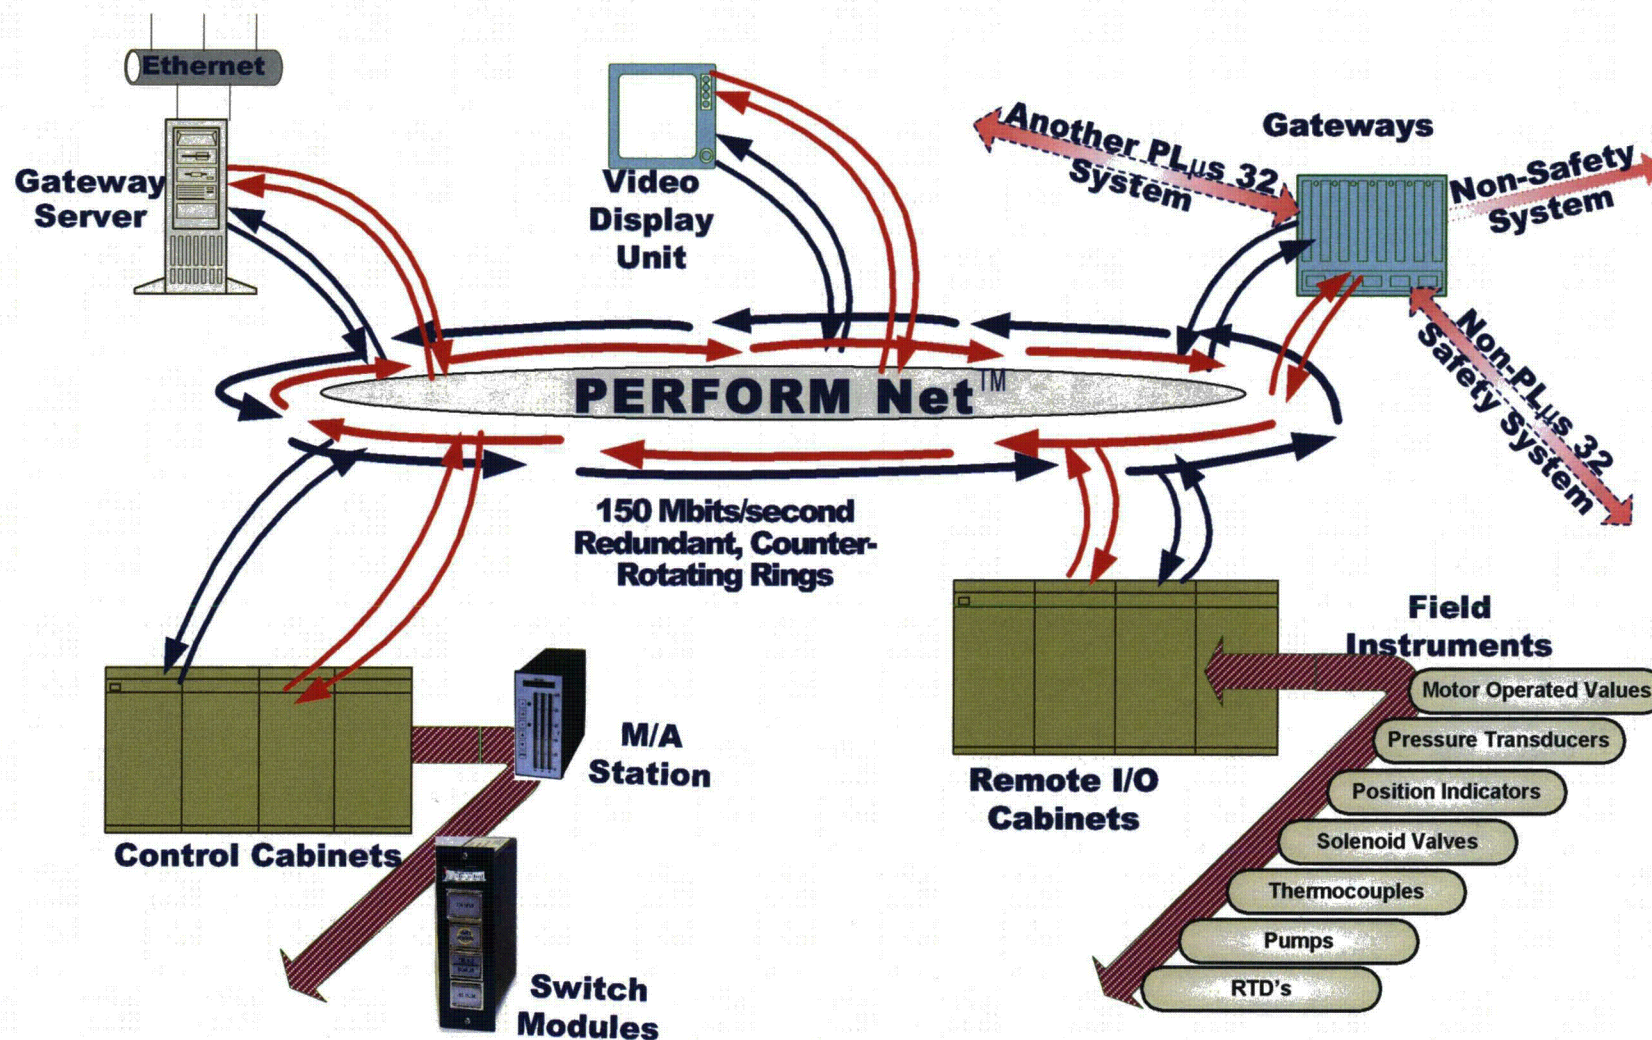 Ethernet
Gateway
Server
Video
Display
Unit
Another PLµs 32
System
Gateways
Non-Safety
System
Non-PLµs 32
Safety System
PERFORM Net™
150 Mbits/second
Redundant, Counter-
Rotating Rings
Control Cabinets
M/A
Station
Switch
Modules
Remote I/O
Cabinets
Field
Instruments
Motor Operated Values
Pressure Transducers
Position Indicators
Solenoid Valves
Thermocouples
Pumps
RTD's